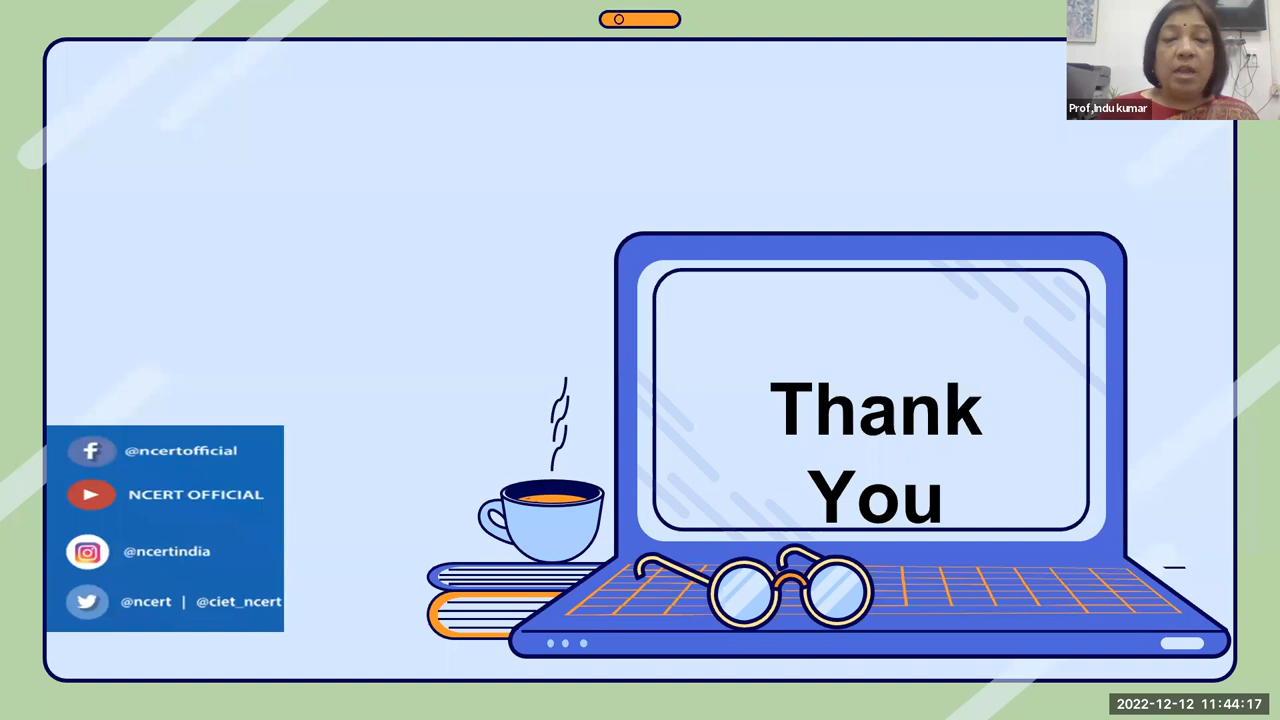 Prof,Indu kumar
Thank
You
@ncertofficial
NCERT OFFICIAL
@ncertindia
@ncert | @ciet_ncert
2022-12-12 11:44:17